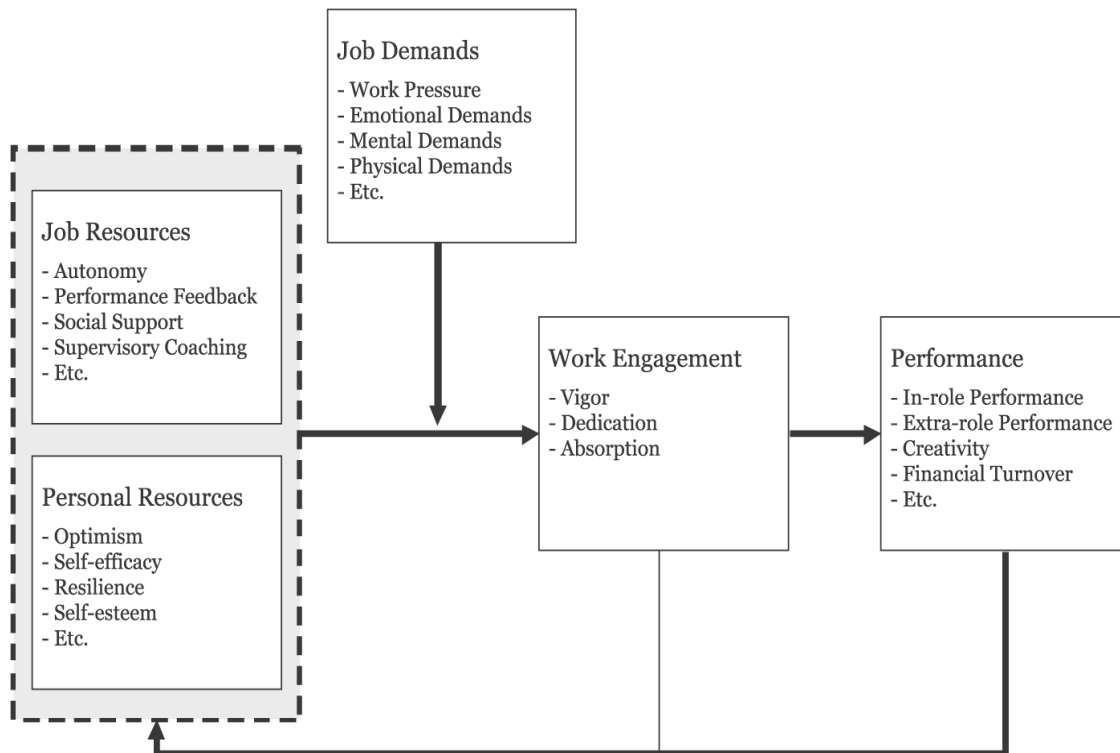 Job Demands
- Work Pressure
- Emotional Demands
- Mental Demands
- Physical Demands
- Etc.
Job Resources
- Autonomy
- Performance Feedback
- Social Support
- Supervisory Coaching
- Etc.
Personal Resources
- Optimism
- Self-efficacy
- Resilience
- Self-esteem
- Etc.
Work Engagement
- Vigor
- Dedication
- Absorption
Performance
- In-role Performance
- Extra-role Performance
- Creativity
- Financial Turnover
- Etc.